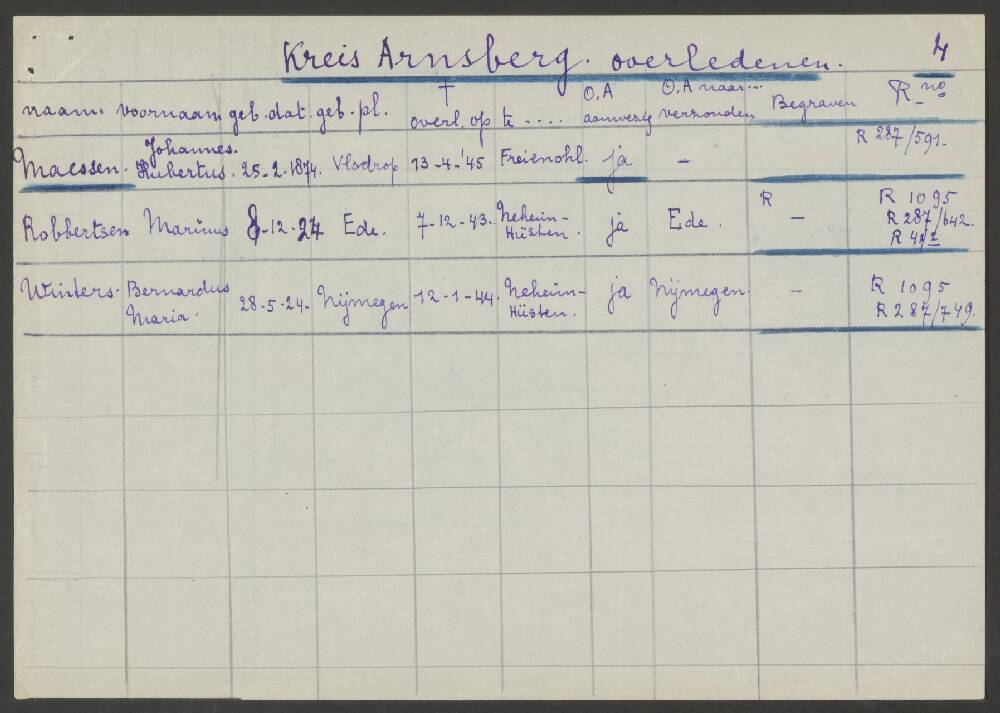 Kreis Arnsberg. overledenen. 4
naam. voornaam geb. dat. geb. pl. † overl. op te .... O.A aanwezig O.A naar... verzonden Begraven R no
Maessen. Johannes. Hubertus. 25-2-1874. Vlodrop 13-4-'45 Freienohl. ja — R 287/591.
Robbertsen Marinus 8-12-24 Ede. 7-12-43. Neheim- Hüsten. ja Ede. R — R 1095
R 287/642.
Winters. Bernardus Maria. 28-5-24. Nijmegen 12-1-44. Neheim- Hüsten. ja Nijmegen. — R 1095
R 287/749.